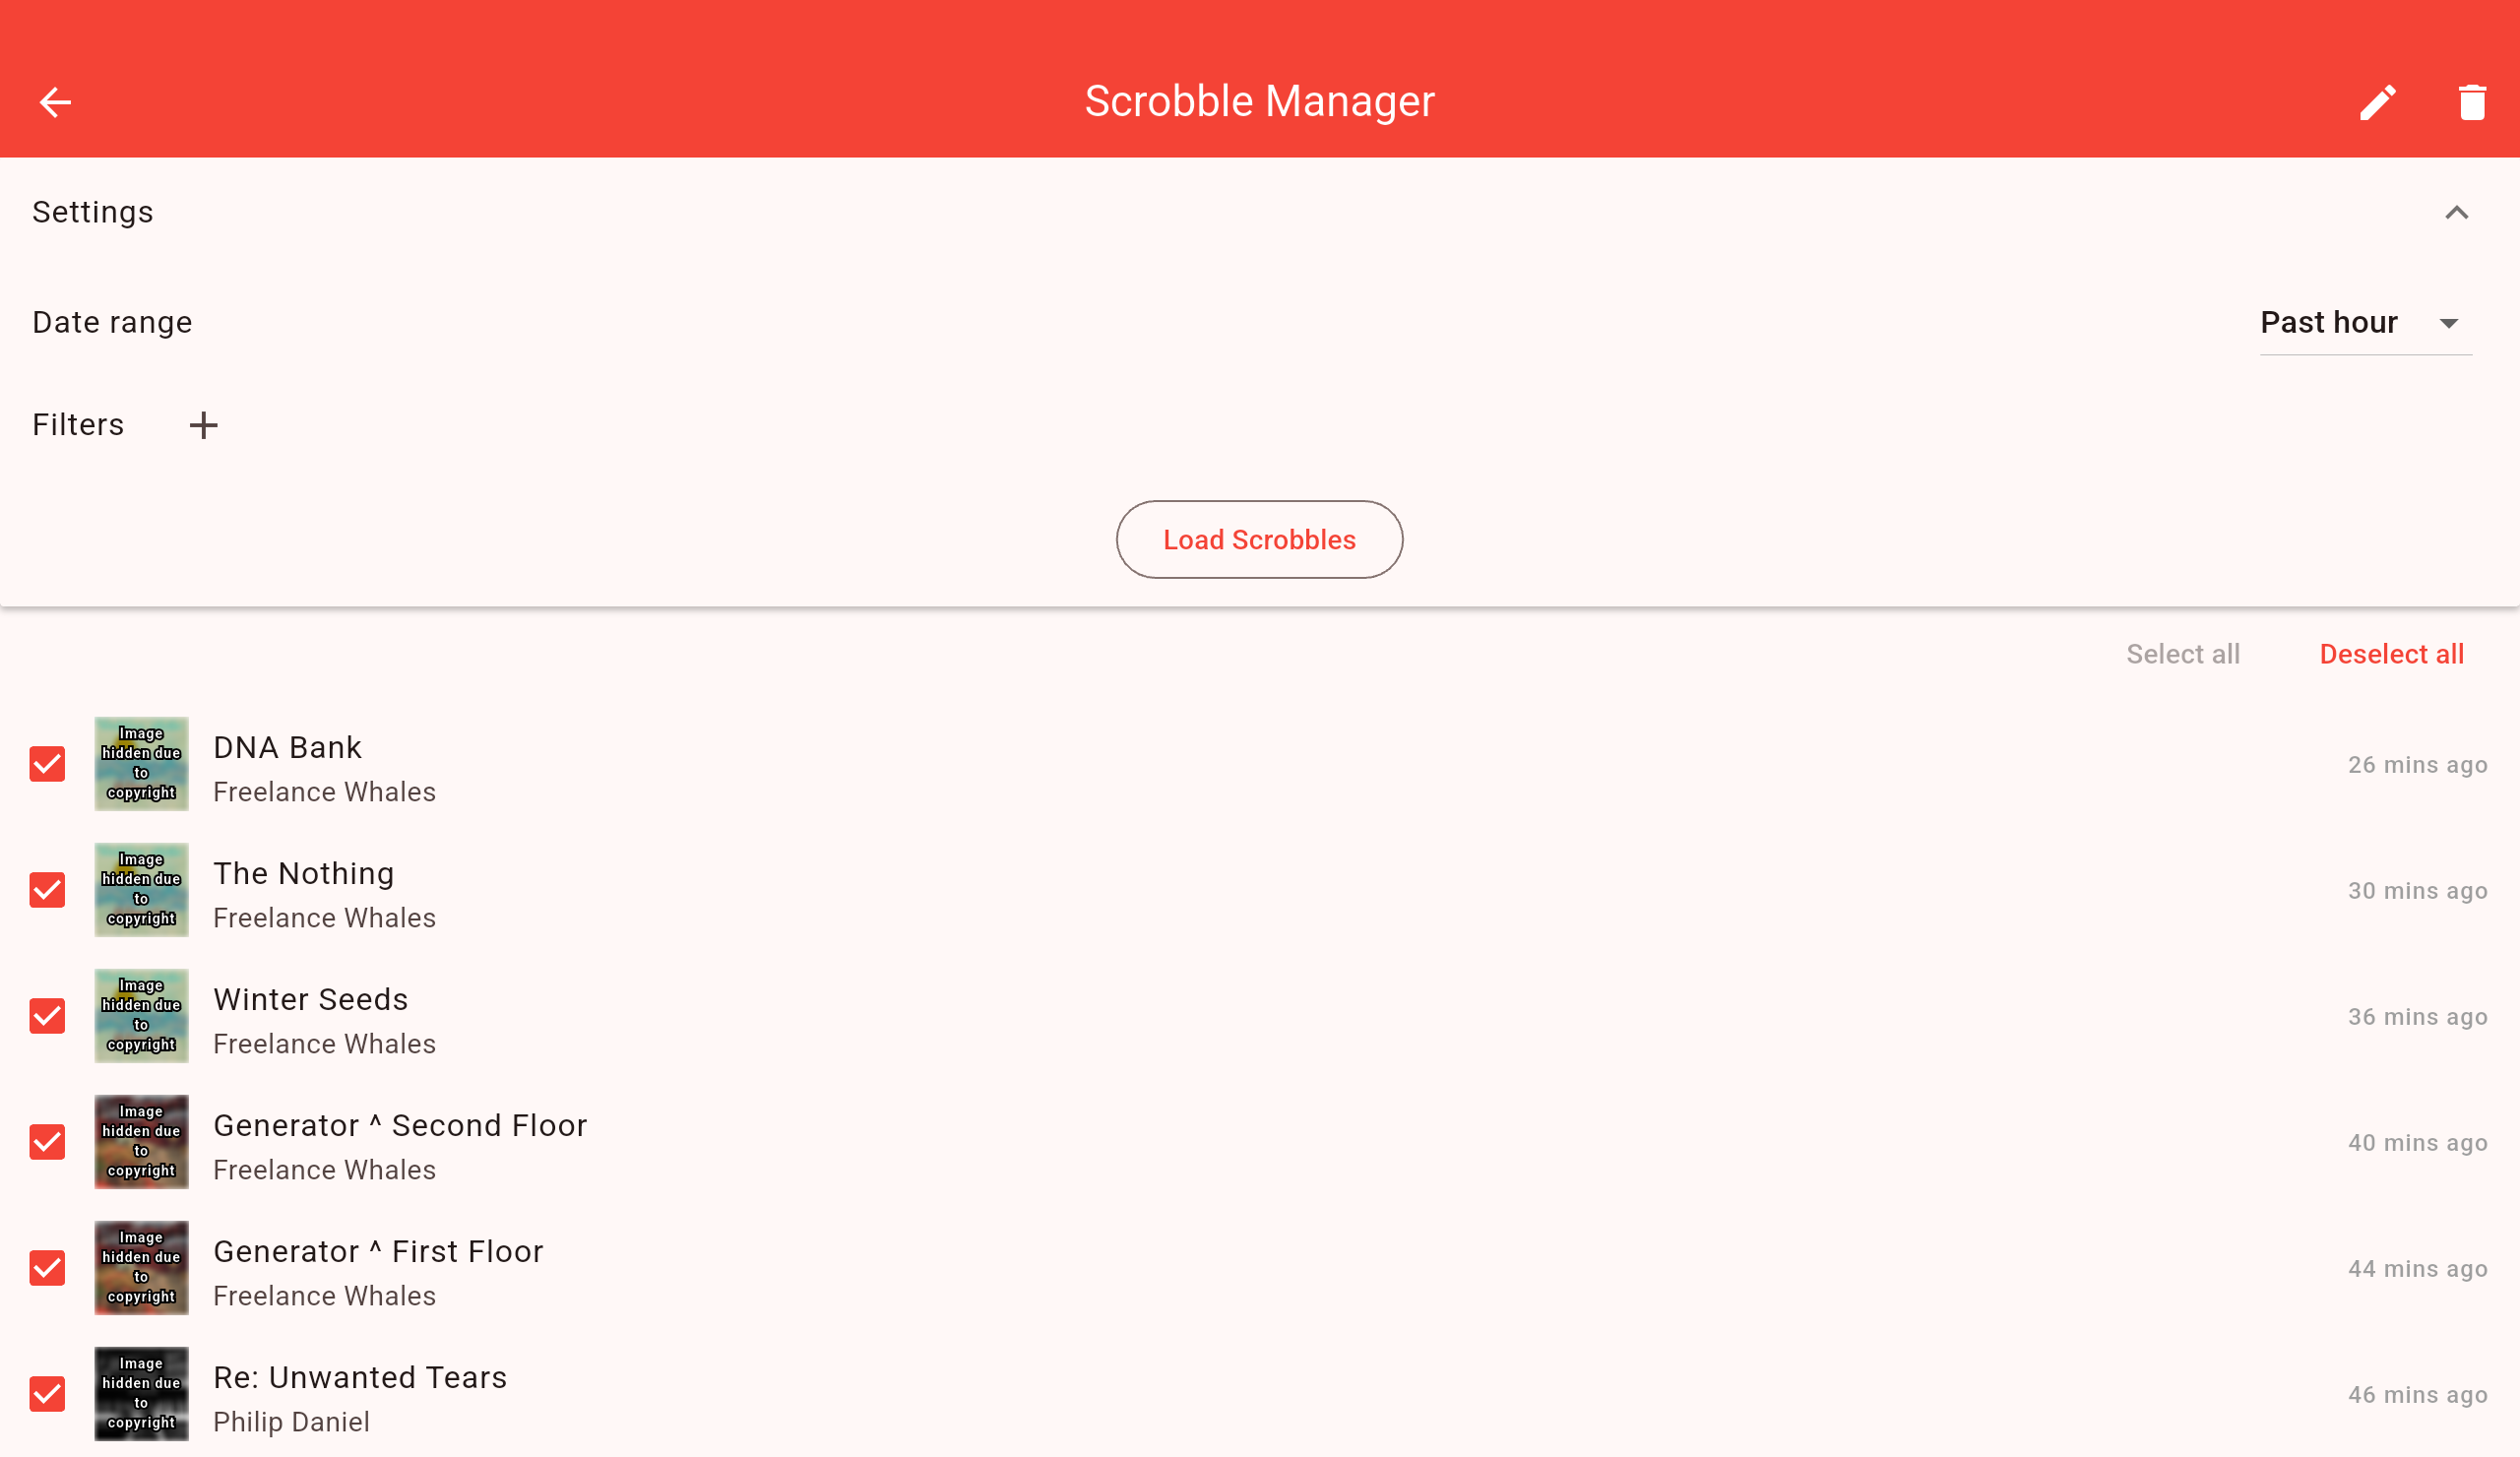 Scrobble Manager
Settings
Date range
Past hour
Filters
Load Scrobbles
Select all
Deselect all
Image
hidden due
to
copyright
DNA Bank
Freelance Whales
26 mins ago
Image
hidden due
to
copyright
The Nothing
Freelance Whales
30 mins ago
Image
hidden due
to
copyright
Winter Seeds
Freelance Whales
36 mins ago
Image
hidden due
to
copyright
Generator ^ Second Floor
Freelance Whales
40 mins ago
Image
hidden due
to
copyright
Generator ^ First Floor
Freelance Whales
44 mins ago
Image
hidden due
to
copyright
Re: Unwanted Tears
Philip Daniel
46 mins ago